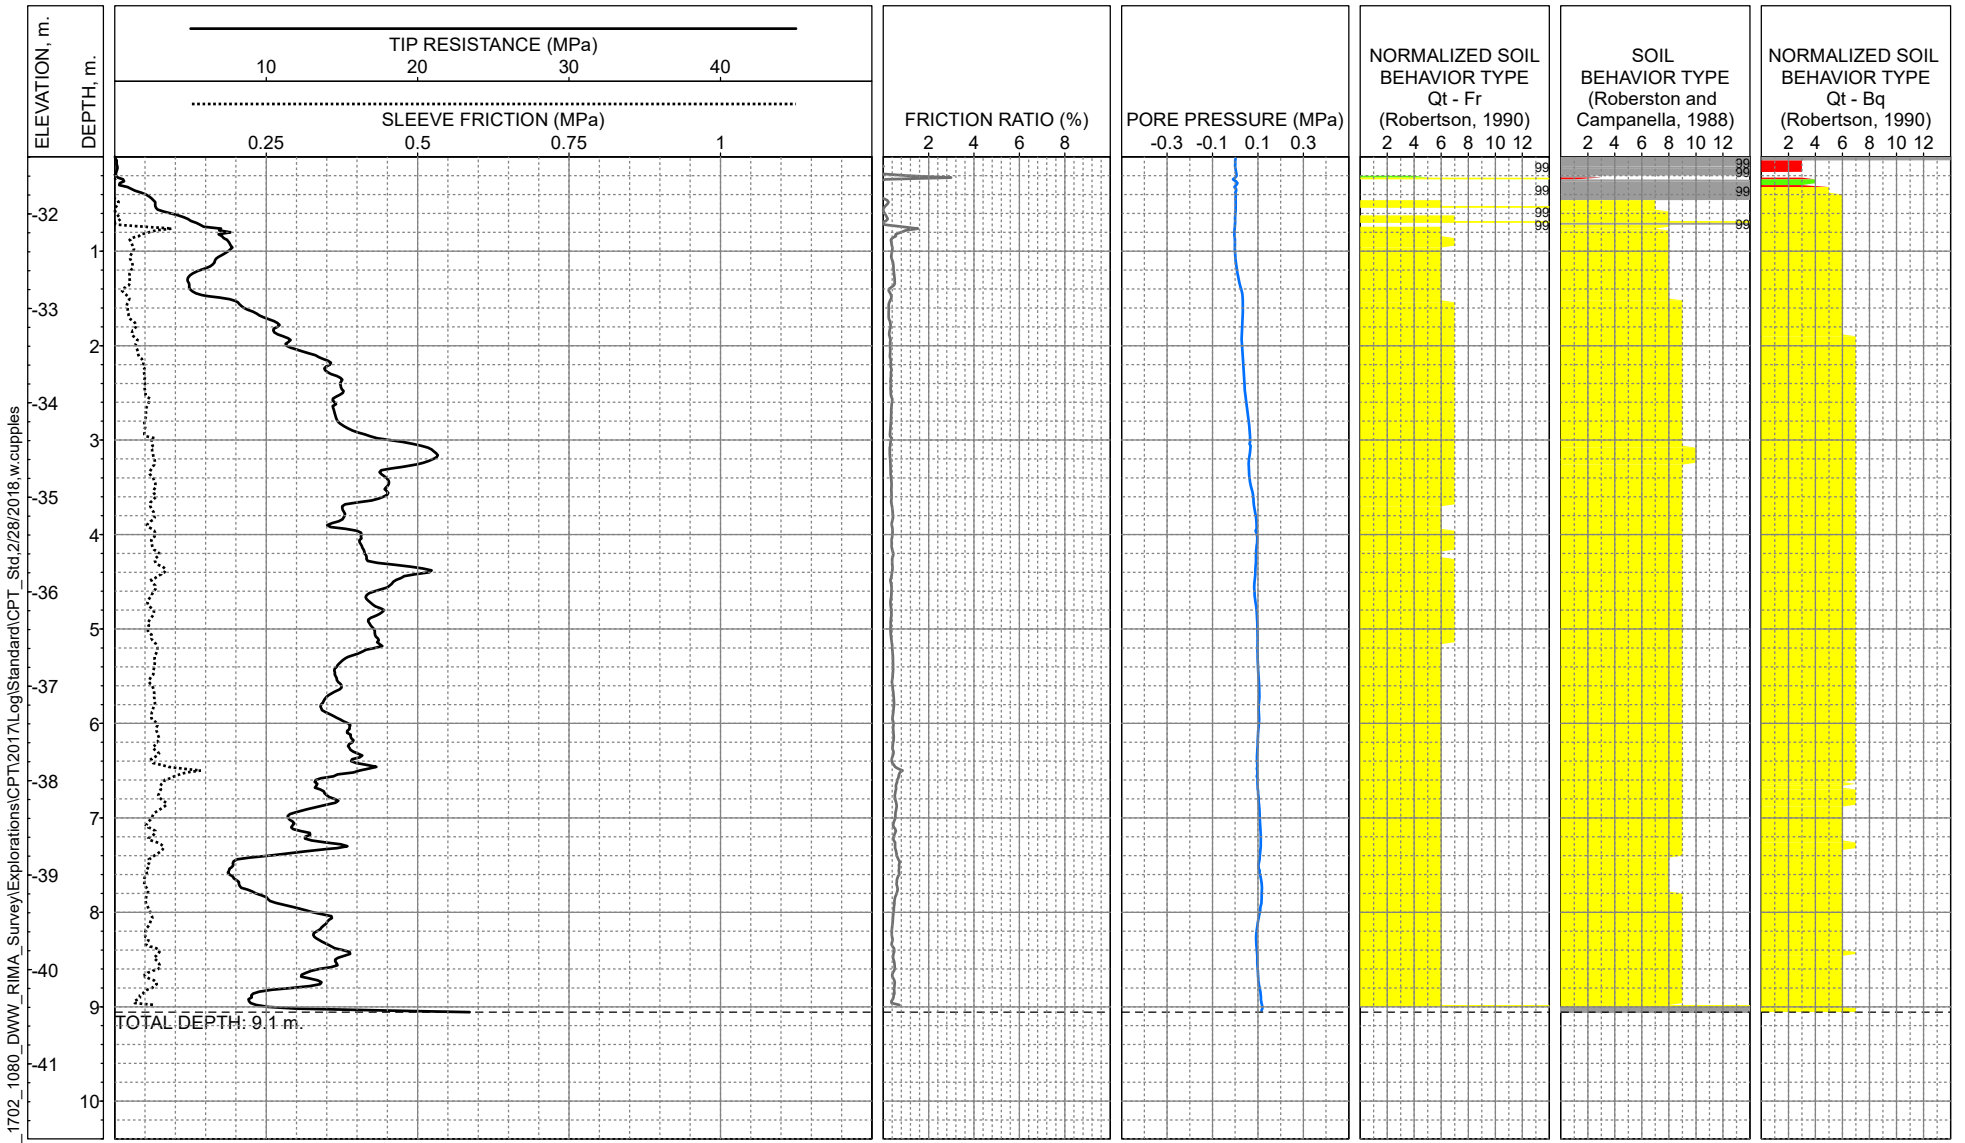 ELEVATION, m.
DEPTH, m.
TIP RESISTANCE (MPa)
10 20 30 40
SLEEVE FRICTION (MPa)
0.25 0.5 0.75 1
FRICTION RATIO (%)
2 4 6 8
PORE PRESSURE (MPa)
-0.3 -0.1 0.1 0.3
NORMALIZED SOIL
BEHAVIOR TYPE
Qt - Fr
(Robertson, 1990)
2 4 6 8 10 12
SOIL
BEHAVIOR TYPE
(Roberston and
Campanella, 1988)
2 4 6 8 10 12
NORMALIZED SOIL
BEHAVIOR TYPE
Qt - Bq
(Robertson, 1990)
2 4 6 8 10 12
-32
-33
-34
-35
-36
-37
-38
-39
-40
-41
1
2
3
4
5
6
7
8
9
10
99
99
99
99
99
99
99
99
TOTAL DEPTH: 9.1 m.
_1702_1080_DWW_RIMA_Survey\Explorations\CPT\2017\Log\Standard\CPT_Std,2/28/2018,w.cupples